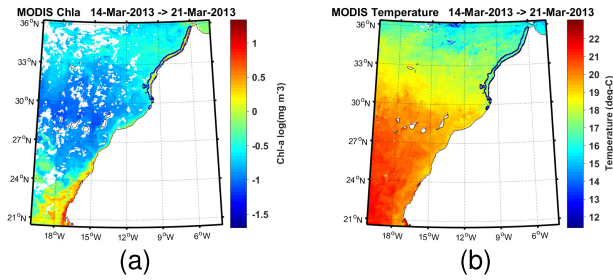 MODIS Chla 14-Mar-2013 -> 21-Mar-2013
36°N
33°N
30°N
27°N
24°N
21°N
18°W 15°W 12°W 9°W 6°W
1
0.5
0
-0.5
-1
-1.5
Chl-a log(mg m^-3)
(a)
MODIS Temperature 14-Mar-2013 -> 21-Mar-2013
36°N
33°N
30°N
27°N
24°N
21°N
18°W 15°W 12°W 9°W 6°W
22
21
20
19
18
17
16
15
14
13
12
Temperature (deg-C)
(b)